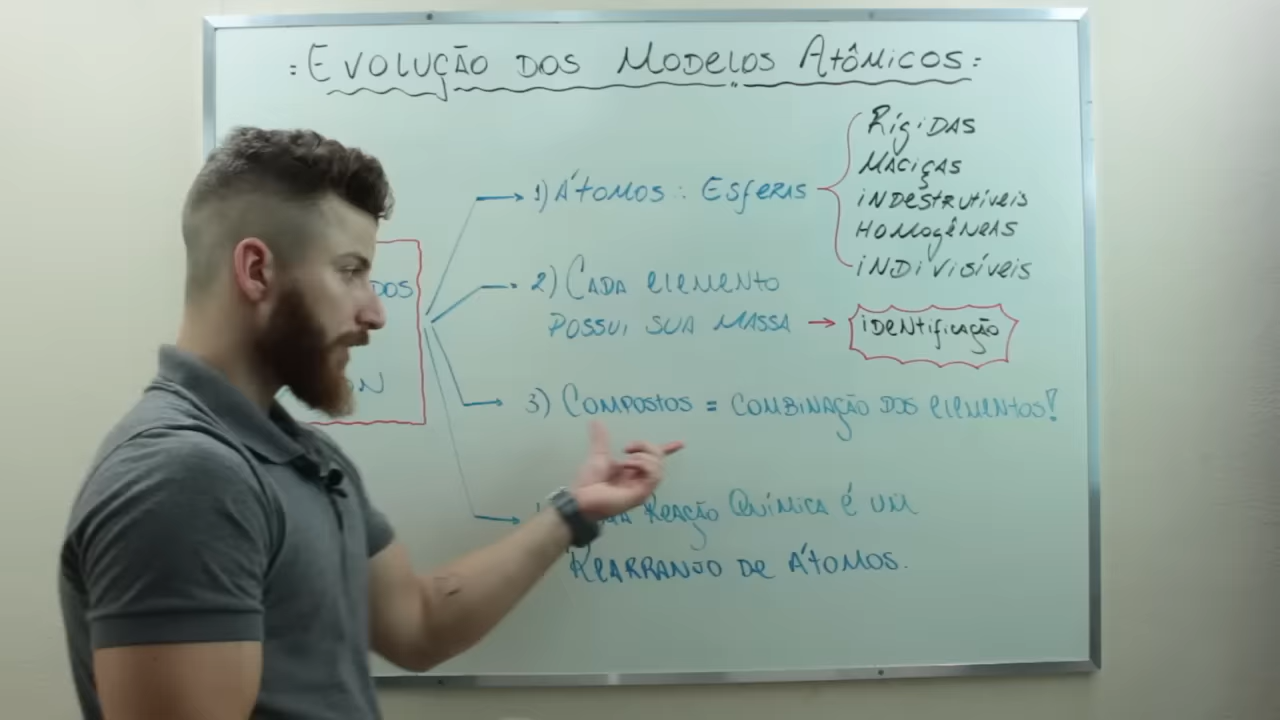 : Evolução dos Modelos Atômicos :
Rígidas
Maciças
indestrutíveis
Homogêneas
indivisíveis
1) Átomos : Esferas
2) Cada elemento
possui sua massa → identificação
3) Compostos = combinação dos elementos!
Reação Química é um
Rearranjo de Átomos.